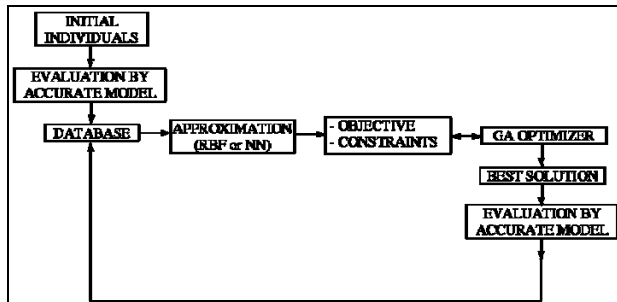 INITIAL
INDIVIDUALS
EVALUATION BY
ACCURATE MODEL
DATABASE
APPROXIMATION
(RBF or NN)
- OBJECTIVE
- CONSTRAINTS
GA OPTIMIZER
BEST SOLUTION
EVALUATION BY
ACCURATE MODEL